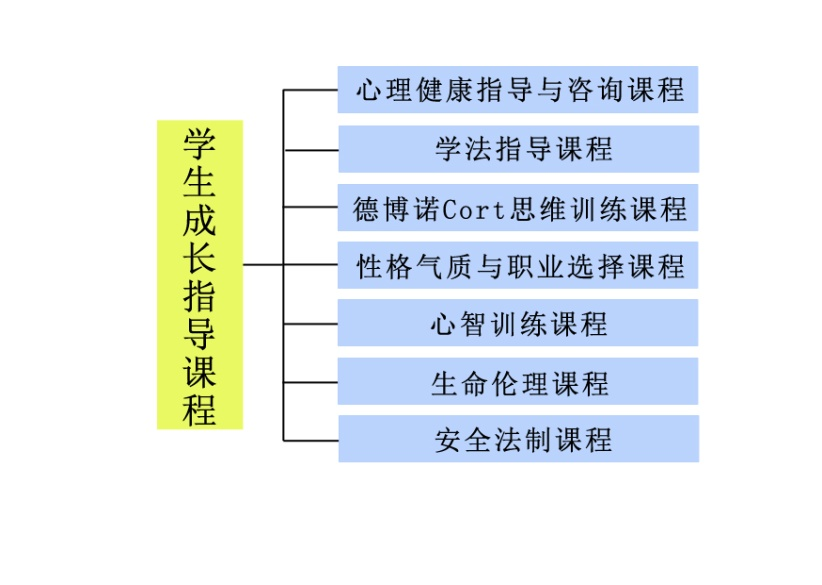 学生成长指导课程
心理健康指导与咨询课程
学法指导课程
德博诺Cort思维训练课程
性格气质与职业选择课程
心智训练课程
生命伦理课程
安全法制课程